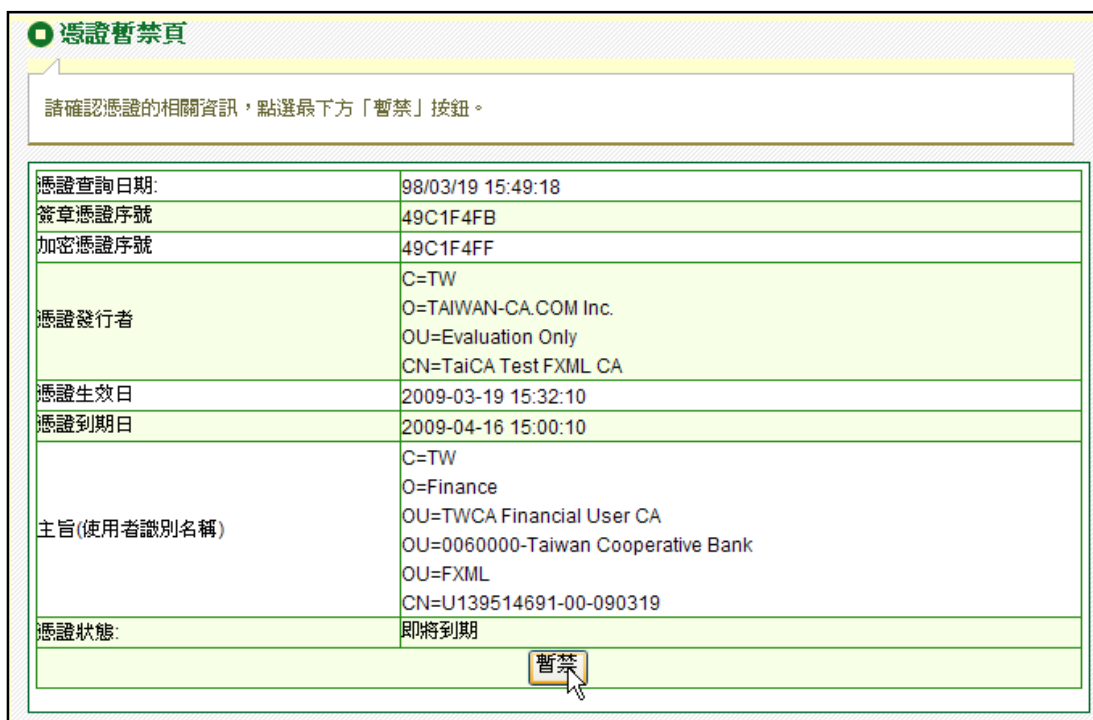 憑證暫禁頁
請確認憑證的相關資訊，點選最下方「暫禁」按鈕。
憑證查詢日期: 98/03/19 15:49:18
簽章憑證序號 49C1F4FB
加密憑證序號 49C1F4FF
憑證發行者 C=TW
O=TAIWAN-CA.COM Inc.
OU=Evaluation Only
CN=TaiCA Test FXML CA
憑證生效日 2009-03-19 15:32:10
憑證到期日 2009-04-16 15:00:10
主旨(使用者識別名稱) C=TW
O=Finance
OU=TWCA Financial User CA
OU=0060000-Taiwan Cooperative Bank
OU=FXML
CN=U139514691-00-090319
憑證狀態: 即將到期
暫禁